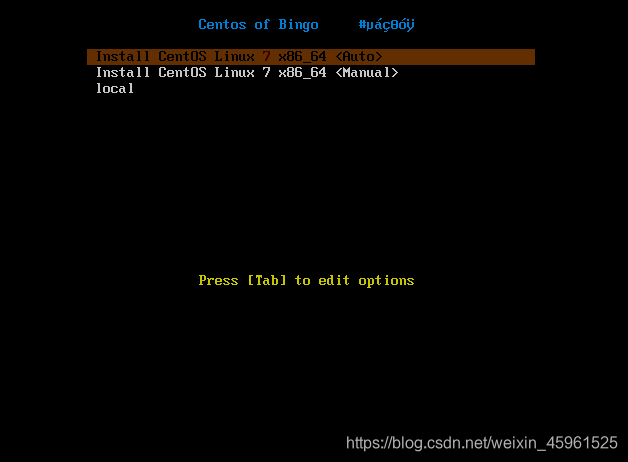 Centos of Bingo #µáçθóÿ
Install CentOS Linux 7 x86_64 <Auto>
Install CentOS Linux 7 x86_64 <Manual>
local
Press [Tab] to edit options
https://blog.csdn.net/weixin_45961525